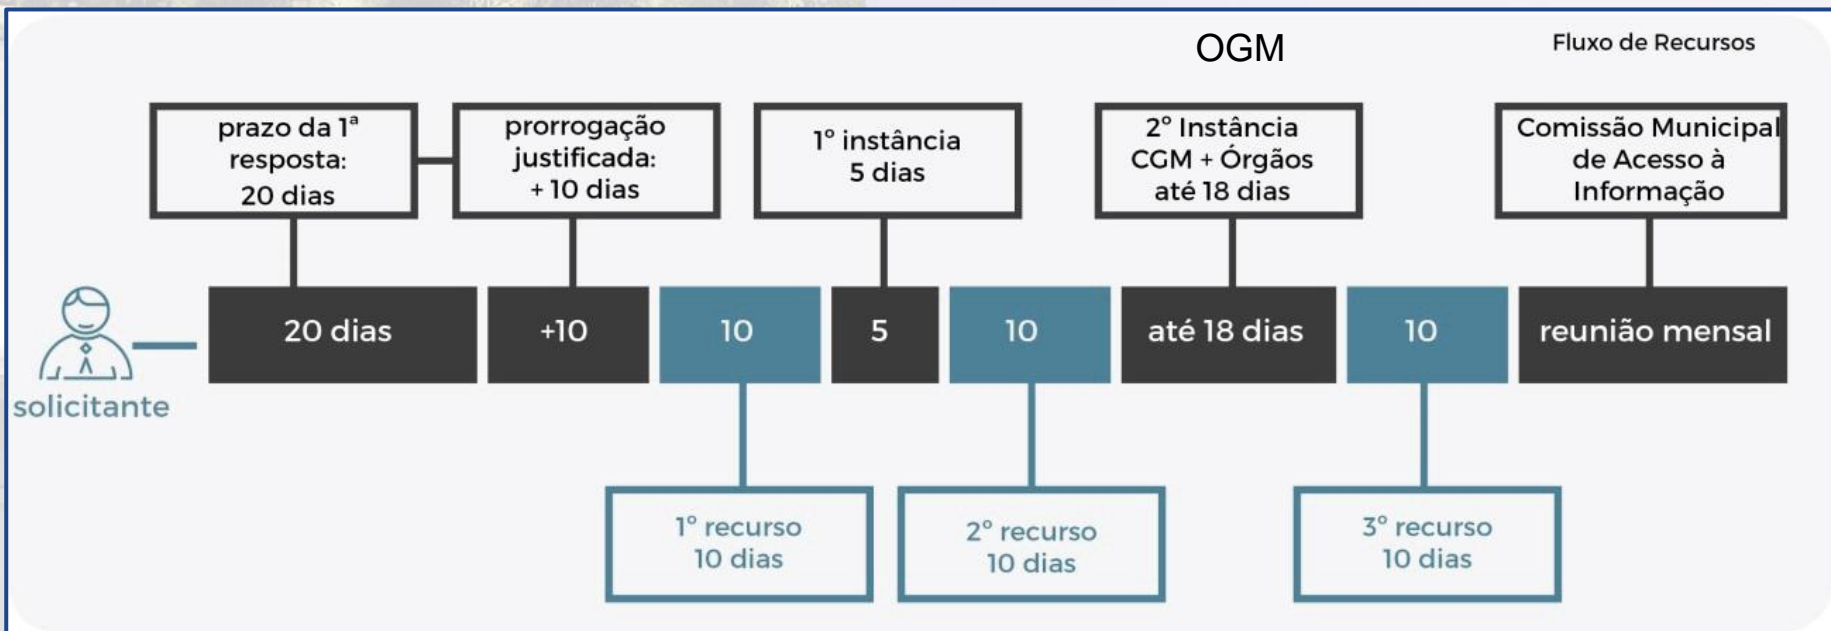 OGM
Fluxo de Recursos
prazo da 1ª
resposta:
20 dias
prorrogação
justificada:
+ 10 dias
1º instância
5 dias
2º Instância
CGM + Órgãos
até 18 dias
Comissão Municipal
de Acesso à
Informação
solicitante
20 dias
+10
10
5
10
até 18 dias
10
reunião mensal
1º recurso
10 dias
2º recurso
10 dias
3º recurso
10 dias